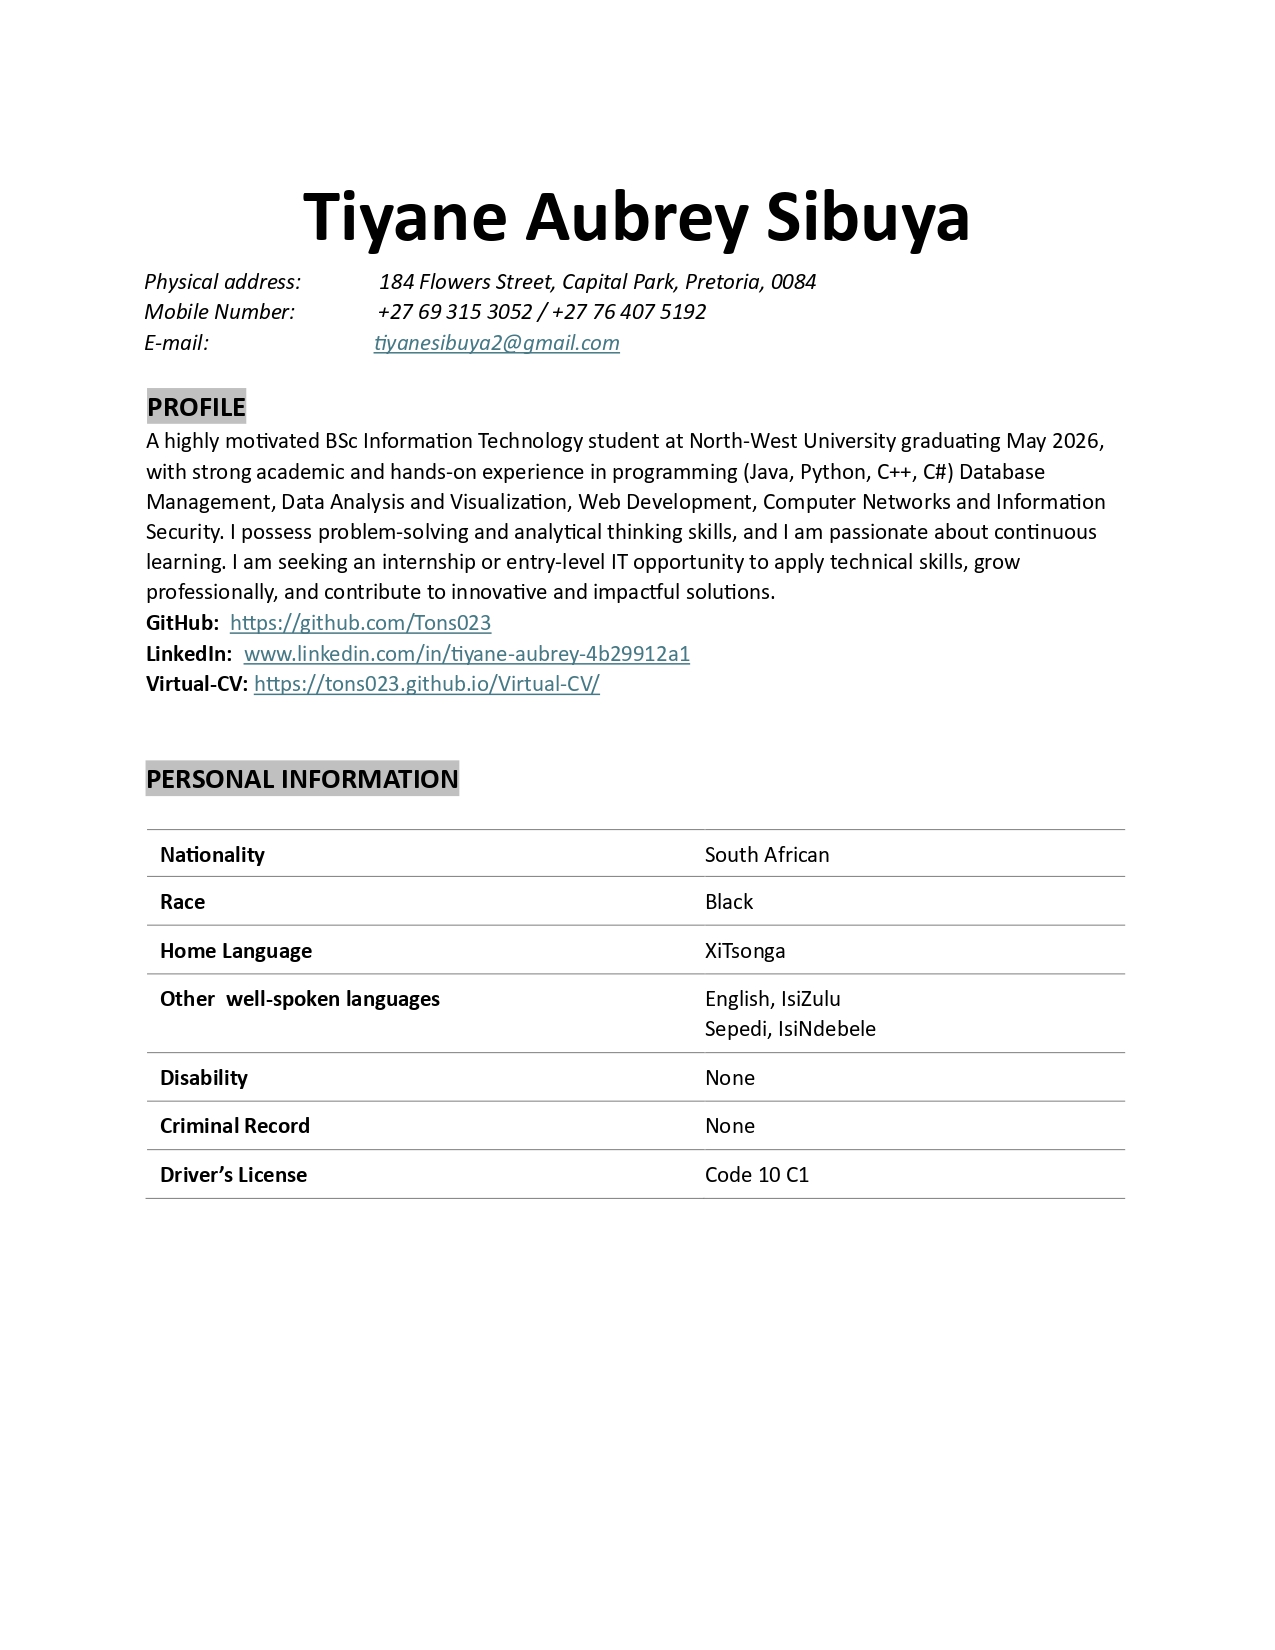 Tiyane Aubrey Sibuya
Physical address: 184 Flowers Street, Capital Park, Pretoria, 0084
Mobile Number: +27 69 315 3052 / +27 76 407 5192
E-mail: tiyanesibuya2@gmail.com
PROFILE
A highly motivated BSc Information Technology student at North-West University graduating May 2026,
with strong academic and hands-on experience in programming (Java, Python, C++, C#) Database
Management, Data Analysis and Visualization, Web Development, Computer Networks and Information
Security. I possess problem-solving and analytical thinking skills, and I am passionate about continuous
learning. I am seeking an internship or entry-level IT opportunity to apply technical skills, grow
professionally, and contribute to innovative and impactful solutions.
GitHub: https://github.com/Tons023
LinkedIn: www.linkedin.com/in/tiyane-aubrey-4b29912a1
Virtual-CV: https://tons023.github.io/Virtual-CV/
PERSONAL INFORMATION
Nationality South African
Race Black
Home Language XiTsonga
Other well-spoken languages English, IsiZulu
Sepedi, IsiNdebele
Disability None
Criminal Record None
Driver’s License Code 10 C1